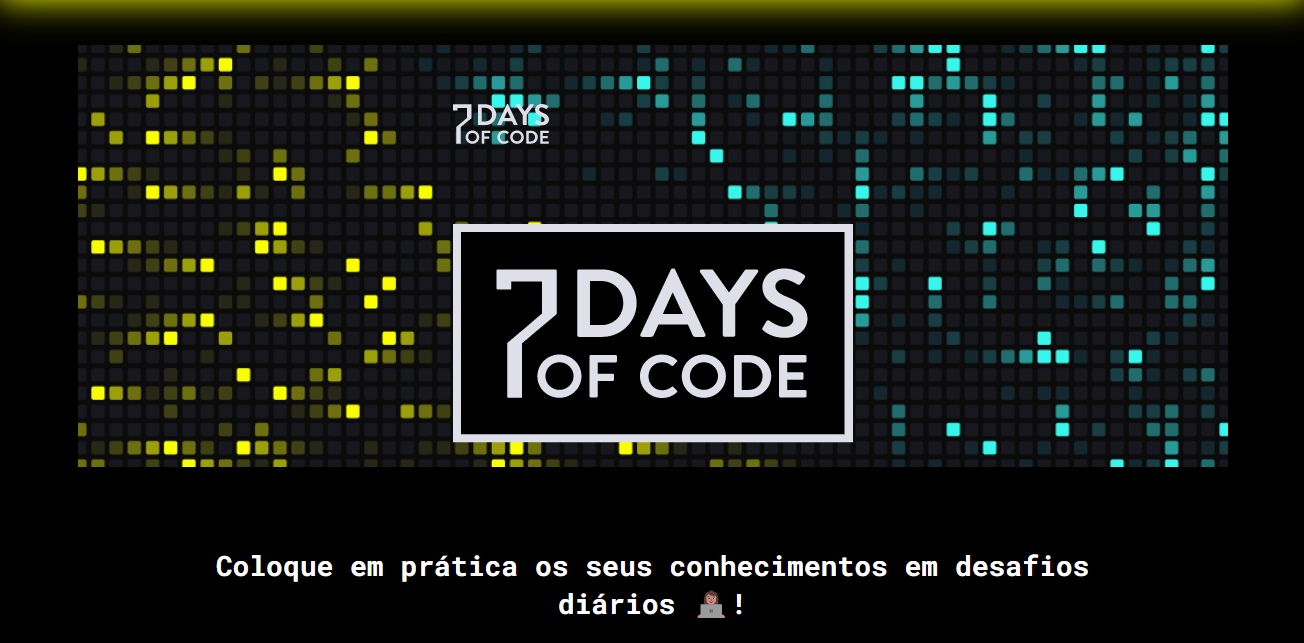 7 DAYS
OF CODE
7 DAYS
OF CODE
Coloque em prática os seus conhecimentos em desafios
diários 👩🏽‍💻!